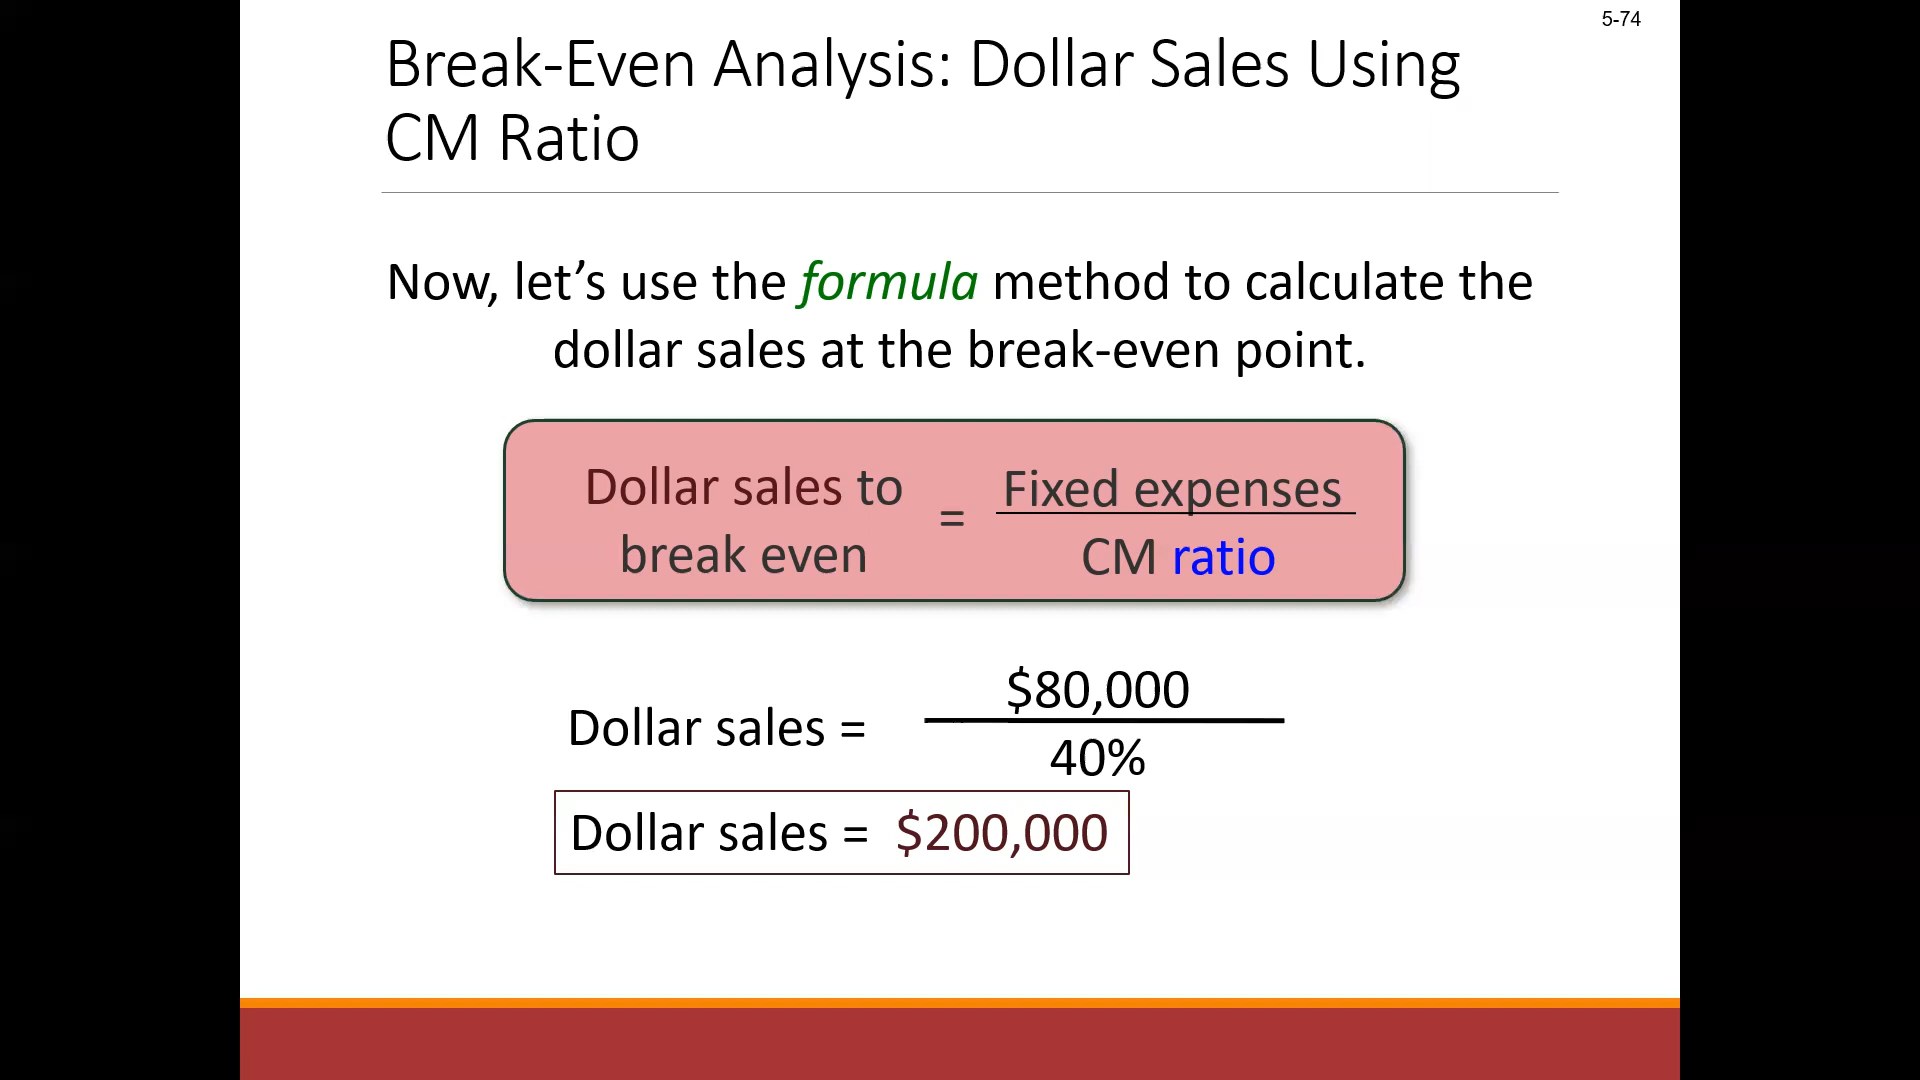 5-74
Break-Even Analysis: Dollar Sales Using
CM Ratio
Now, let’s use the formula method to calculate the
dollar sales at the break-even point.
Dollar sales to
break even
=
Fixed expenses
CM ratio
Dollar sales =
$80,000
40%
Dollar sales = $200,000